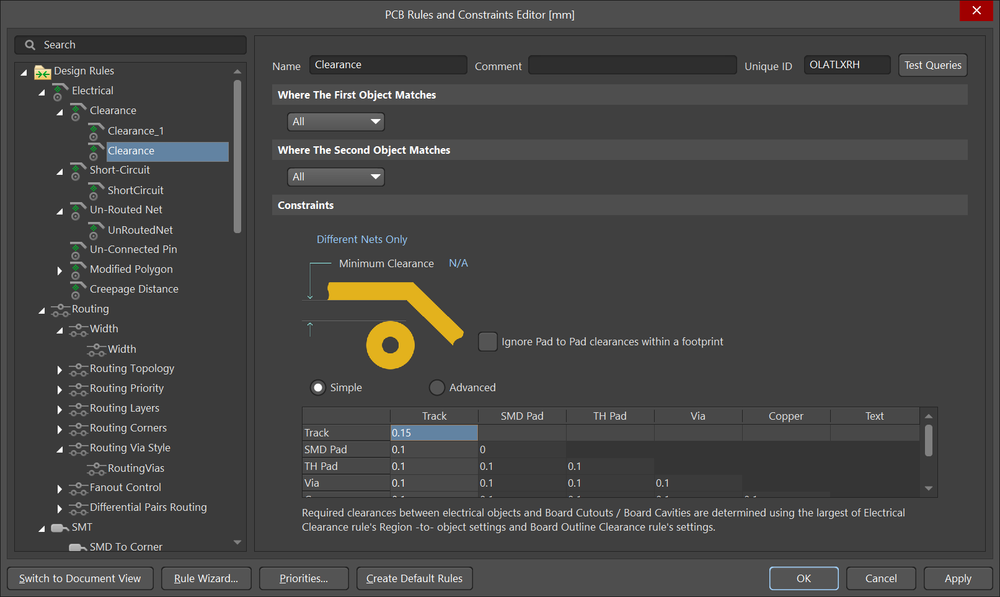 PCB Rules and Constraints Editor [mm]
Search
Design Rules
Electrical
Clearance
Clearance_1
Clearance
Short-Circuit
ShortCircuit
Un-Routed Net
UnRoutedNet
Un-Connected Pin
Modified Polygon
Creepage Distance
Routing
Width
Width
Routing Topology
Routing Priority
Routing Layers
Routing Corners
Routing Via Style
RoutingVias
Fanout Control
Differential Pairs Routing
SMT
SMD To Corner
Name Clearance Comment Unique ID OLATLXRH Test Queries
Where The First Object Matches
All
Where The Second Object Matches
All
Constraints
Different Nets Only
Minimum Clearance N/A
Ignore Pad to Pad clearances within a footprint
Simple Advanced
Track SMD Pad TH Pad Via Copper Text
Track 0.15
SMD Pad 0.1 0
TH Pad 0.1 0.1 0.1
Via 0.1 0.1 0.1 0.1
Required clearances between electrical objects and Board Cutouts / Board Cavities are determined using the largest of Electrical
Clearance rule's Region -to- object settings and Board Outline Clearance rule's settings.
Switch to Document View Rule Wizard... Priorities... Create Default Rules OK Cancel Apply